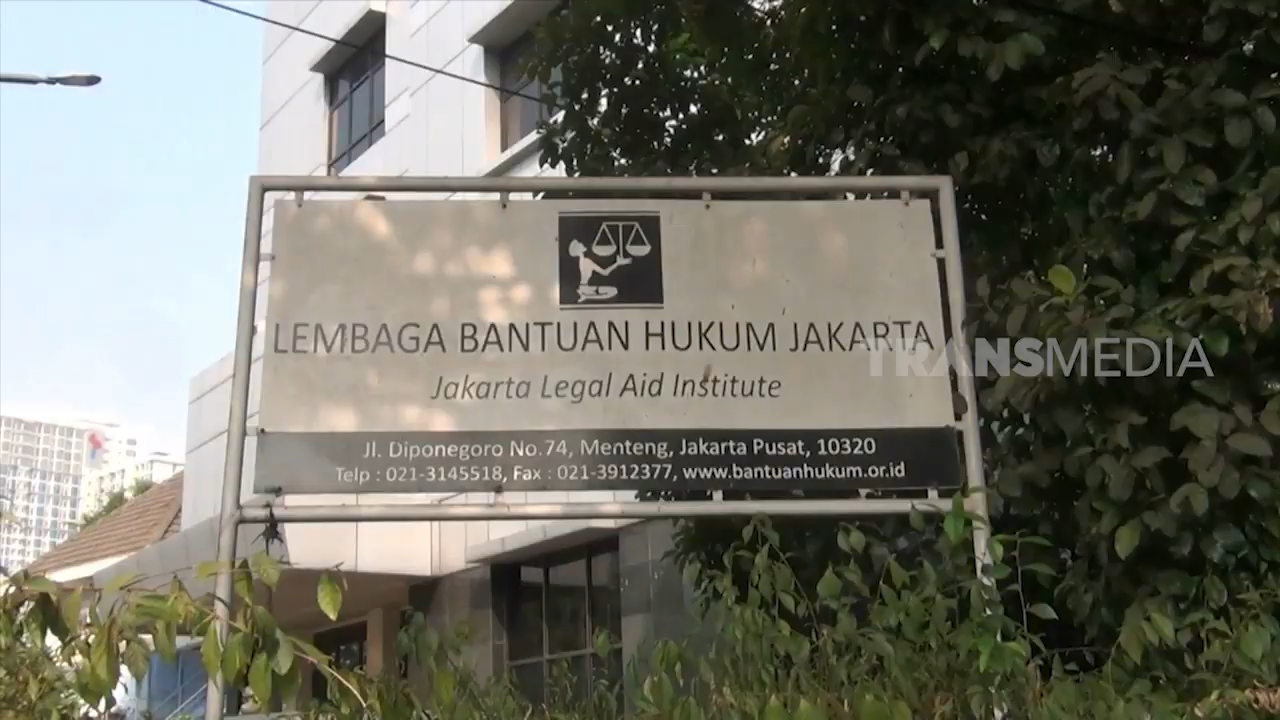 LEMBAGA BANTUAN HUKUM JAKARTA
Jakarta Legal Aid Institute
Jl. Diponegoro No.74, Menteng, Jakarta Pusat, 10320
Telp : 021-3145518, Fax : 021-3912377, www.bantuanhukum.or.id
TRANSMEDIA